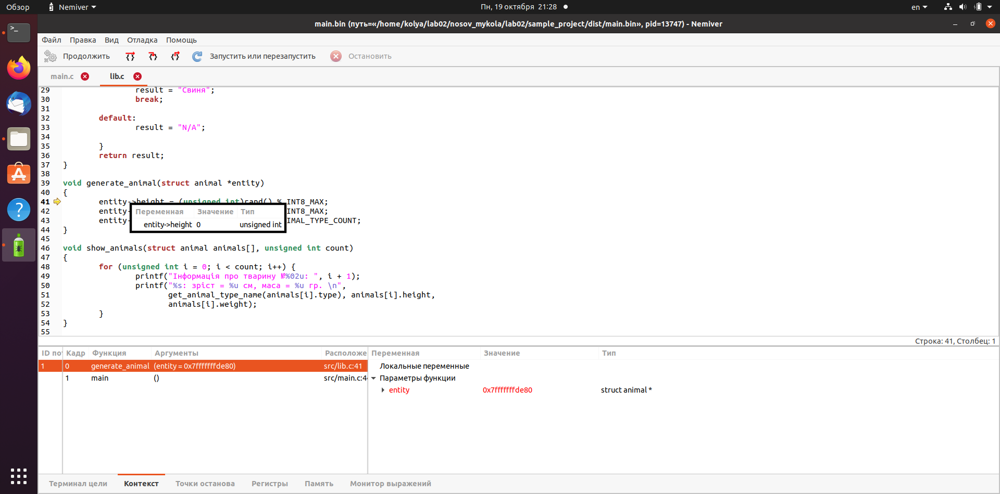 Обзор
Nemiver
Пн, 19 октября 21:28
en
main.bin (путь=«/home/kolya/lab02/nosov_mykola/lab02/sample_project/dist/main.bin», pid=13747) - Nemiver
Файл Правка Вид Отладка Помощь
Продолжить Запустить или перезапустить Остановить
main.c lib.c
29 result = "Свиня";
30 break;
31
32 default:
33 result = "N/A";
34
35 }
36 return result;
37 }
38
39 void generate_animal(struct animal *entity)
40 {
41 entity->height = (unsigned int)rand() % INT8_MAX;
42 entity- INT8_MAX;
43 entity- IMAL_TYPE_COUNT;
Переменная Значение Тип
entity->height 0 unsigned int
44 }
45
46 void show_animals(struct animal animals[], unsigned int count)
47 {
48 for (unsigned int i = 0; i < count; i++) {
49 printf("Інформація про тварину №%02u: ", i + 1);
50 printf("%s: зріст = %u см, маса = %u гр. \n",
51 get_animal_type_name(animals[i].type), animals[i].height,
52 animals[i].weight);
53 }
54 }
55
Строка: 41, Столбец: 1
ID по Кадр Функция Аргументы Расположе
1 0 generate_animal (entity = 0x7fffffffde80) src/lib.c:41
1 main () src/main.c:4
Переменная Значение Тип
Локальные переменные
Параметры функции
entity 0x7fffffffde80 struct animal *
Терминал цели Контекст Точки останова Регистры Память Монитор выражений